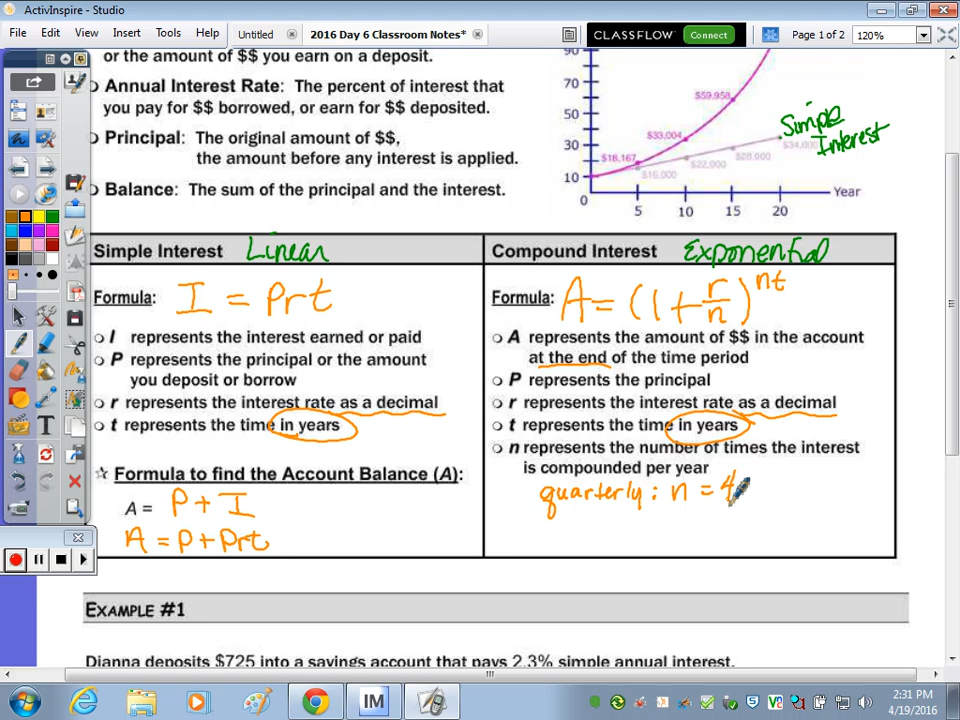 ActivInspire - Studio
File Edit View Insert Tools Help
Untitled
2016 Day 6 Classroom Notes*
CLASSFLOW Connect
Page 1 of 2
120%
or the amount of $$ you earn on a deposit.
Annual Interest Rate: The percent of interest that
you pay for $$ borrowed, or earn for $$ deposited.
Principal: The original amount of $$,
the amount before any interest is applied.
Balance: The sum of the principal and the interest.
90
70
50
30
10
0
5 10 15 20
Year
$18,167
$33,004
$59,958
$16,000
$22,000
$28,000
$34,000
Simple
Interest
Simple Interest Linear
Formula: I = Prt
I represents the interest earned or paid
P represents the principal or the amount
you deposit or borrow
r represents the interest rate as a decimal
t represents the time in years
Formula to find the Account Balance (A):
A = P + I
A = P + Prt
Compound Interest Exponential
Formula: A = (1 + r/n)^nt
A represents the amount of $$ in the account
at the end of the time period
P represents the principal
r represents the interest rate as a decimal
t represents the time in years
n represents the number of times the interest
is compounded per year
quarterly: n = 4
EXAMPLE #1
Dianna deposits $725 into a savings account that pays 2.3% simple annual interest.
IM
2:31 PM
4/19/2016